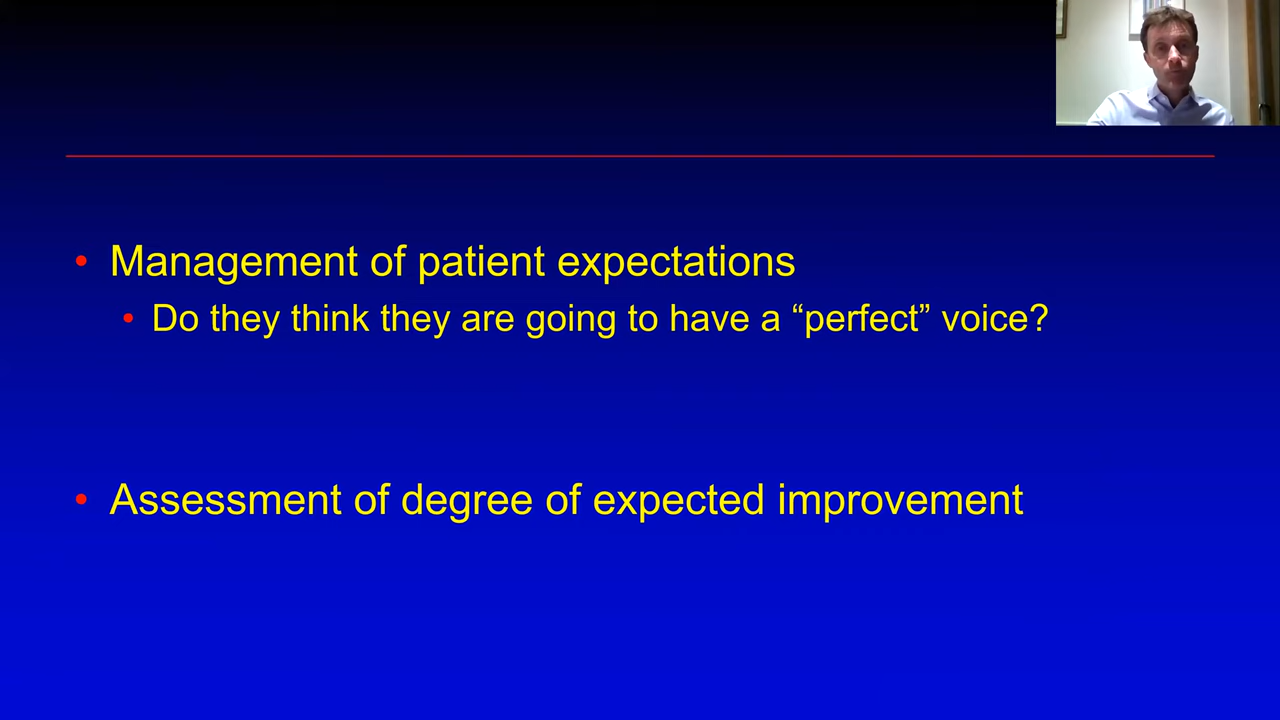 • Management of patient expectations
• Do they think they are going to have a “perfect” voice?
• Assessment of degree of expected improvement